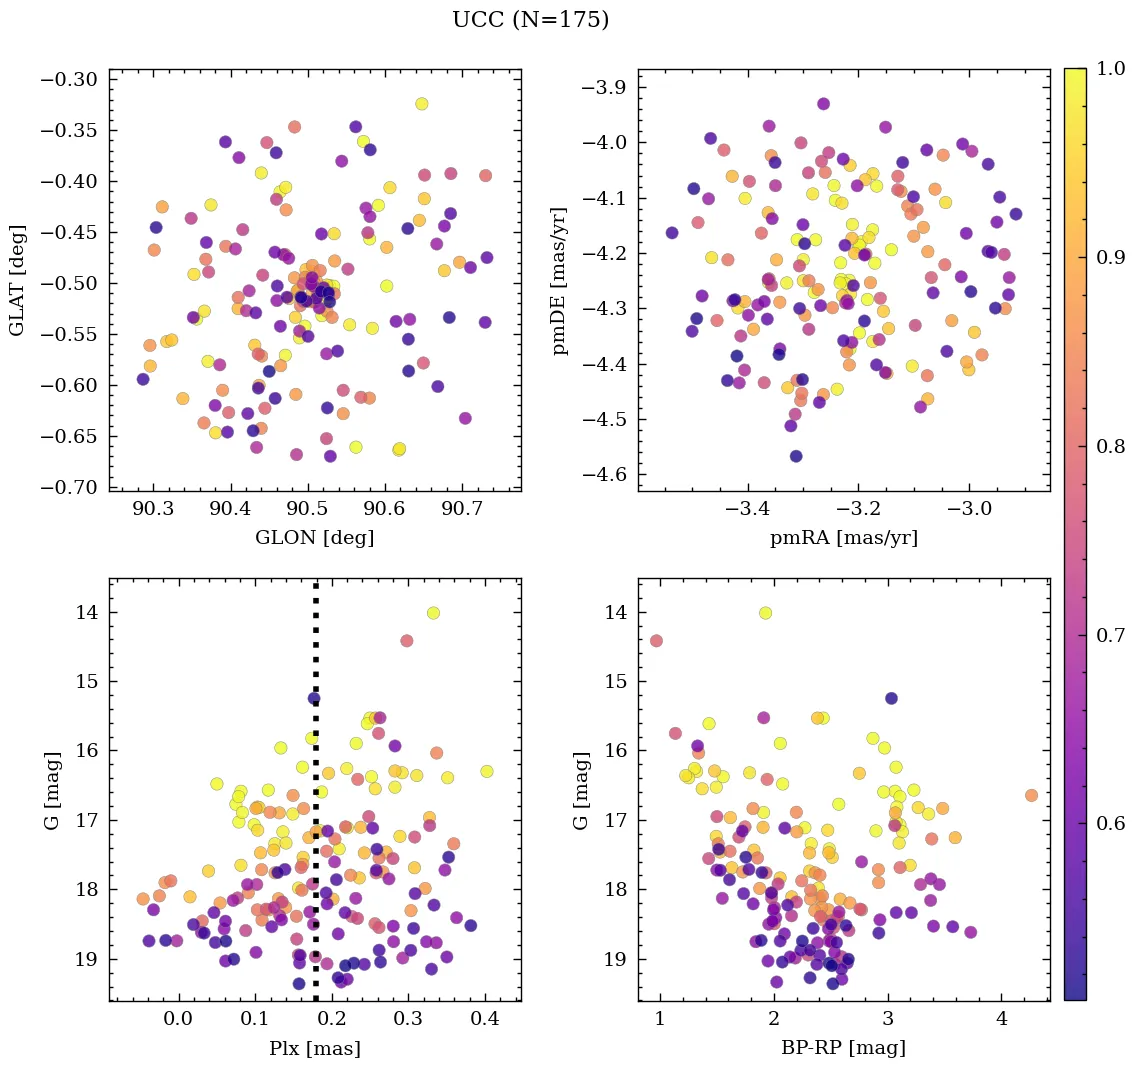 UCC (N=175)
−0.30
−0.35
−0.40
−0.45
−0.50
−0.55
−0.60
−0.65
−0.70
GLAT [deg]
90.3 90.4 90.5 90.6 90.7
GLON [deg]
−3.9
−4.0
−4.1
−4.2
−4.3
−4.4
−4.5
−4.6
pmDE [mas/yr]
−3.4 −3.2 −3.0
pmRA [mas/yr]
14
15
16
17
18
19
G [mag]
0.0 0.1 0.2 0.3 0.4
Plx [mas]
14
15
16
17
18
19
G [mag]
1 2 3 4
BP-RP [mag]
1.0
0.9
0.8
0.7
0.6